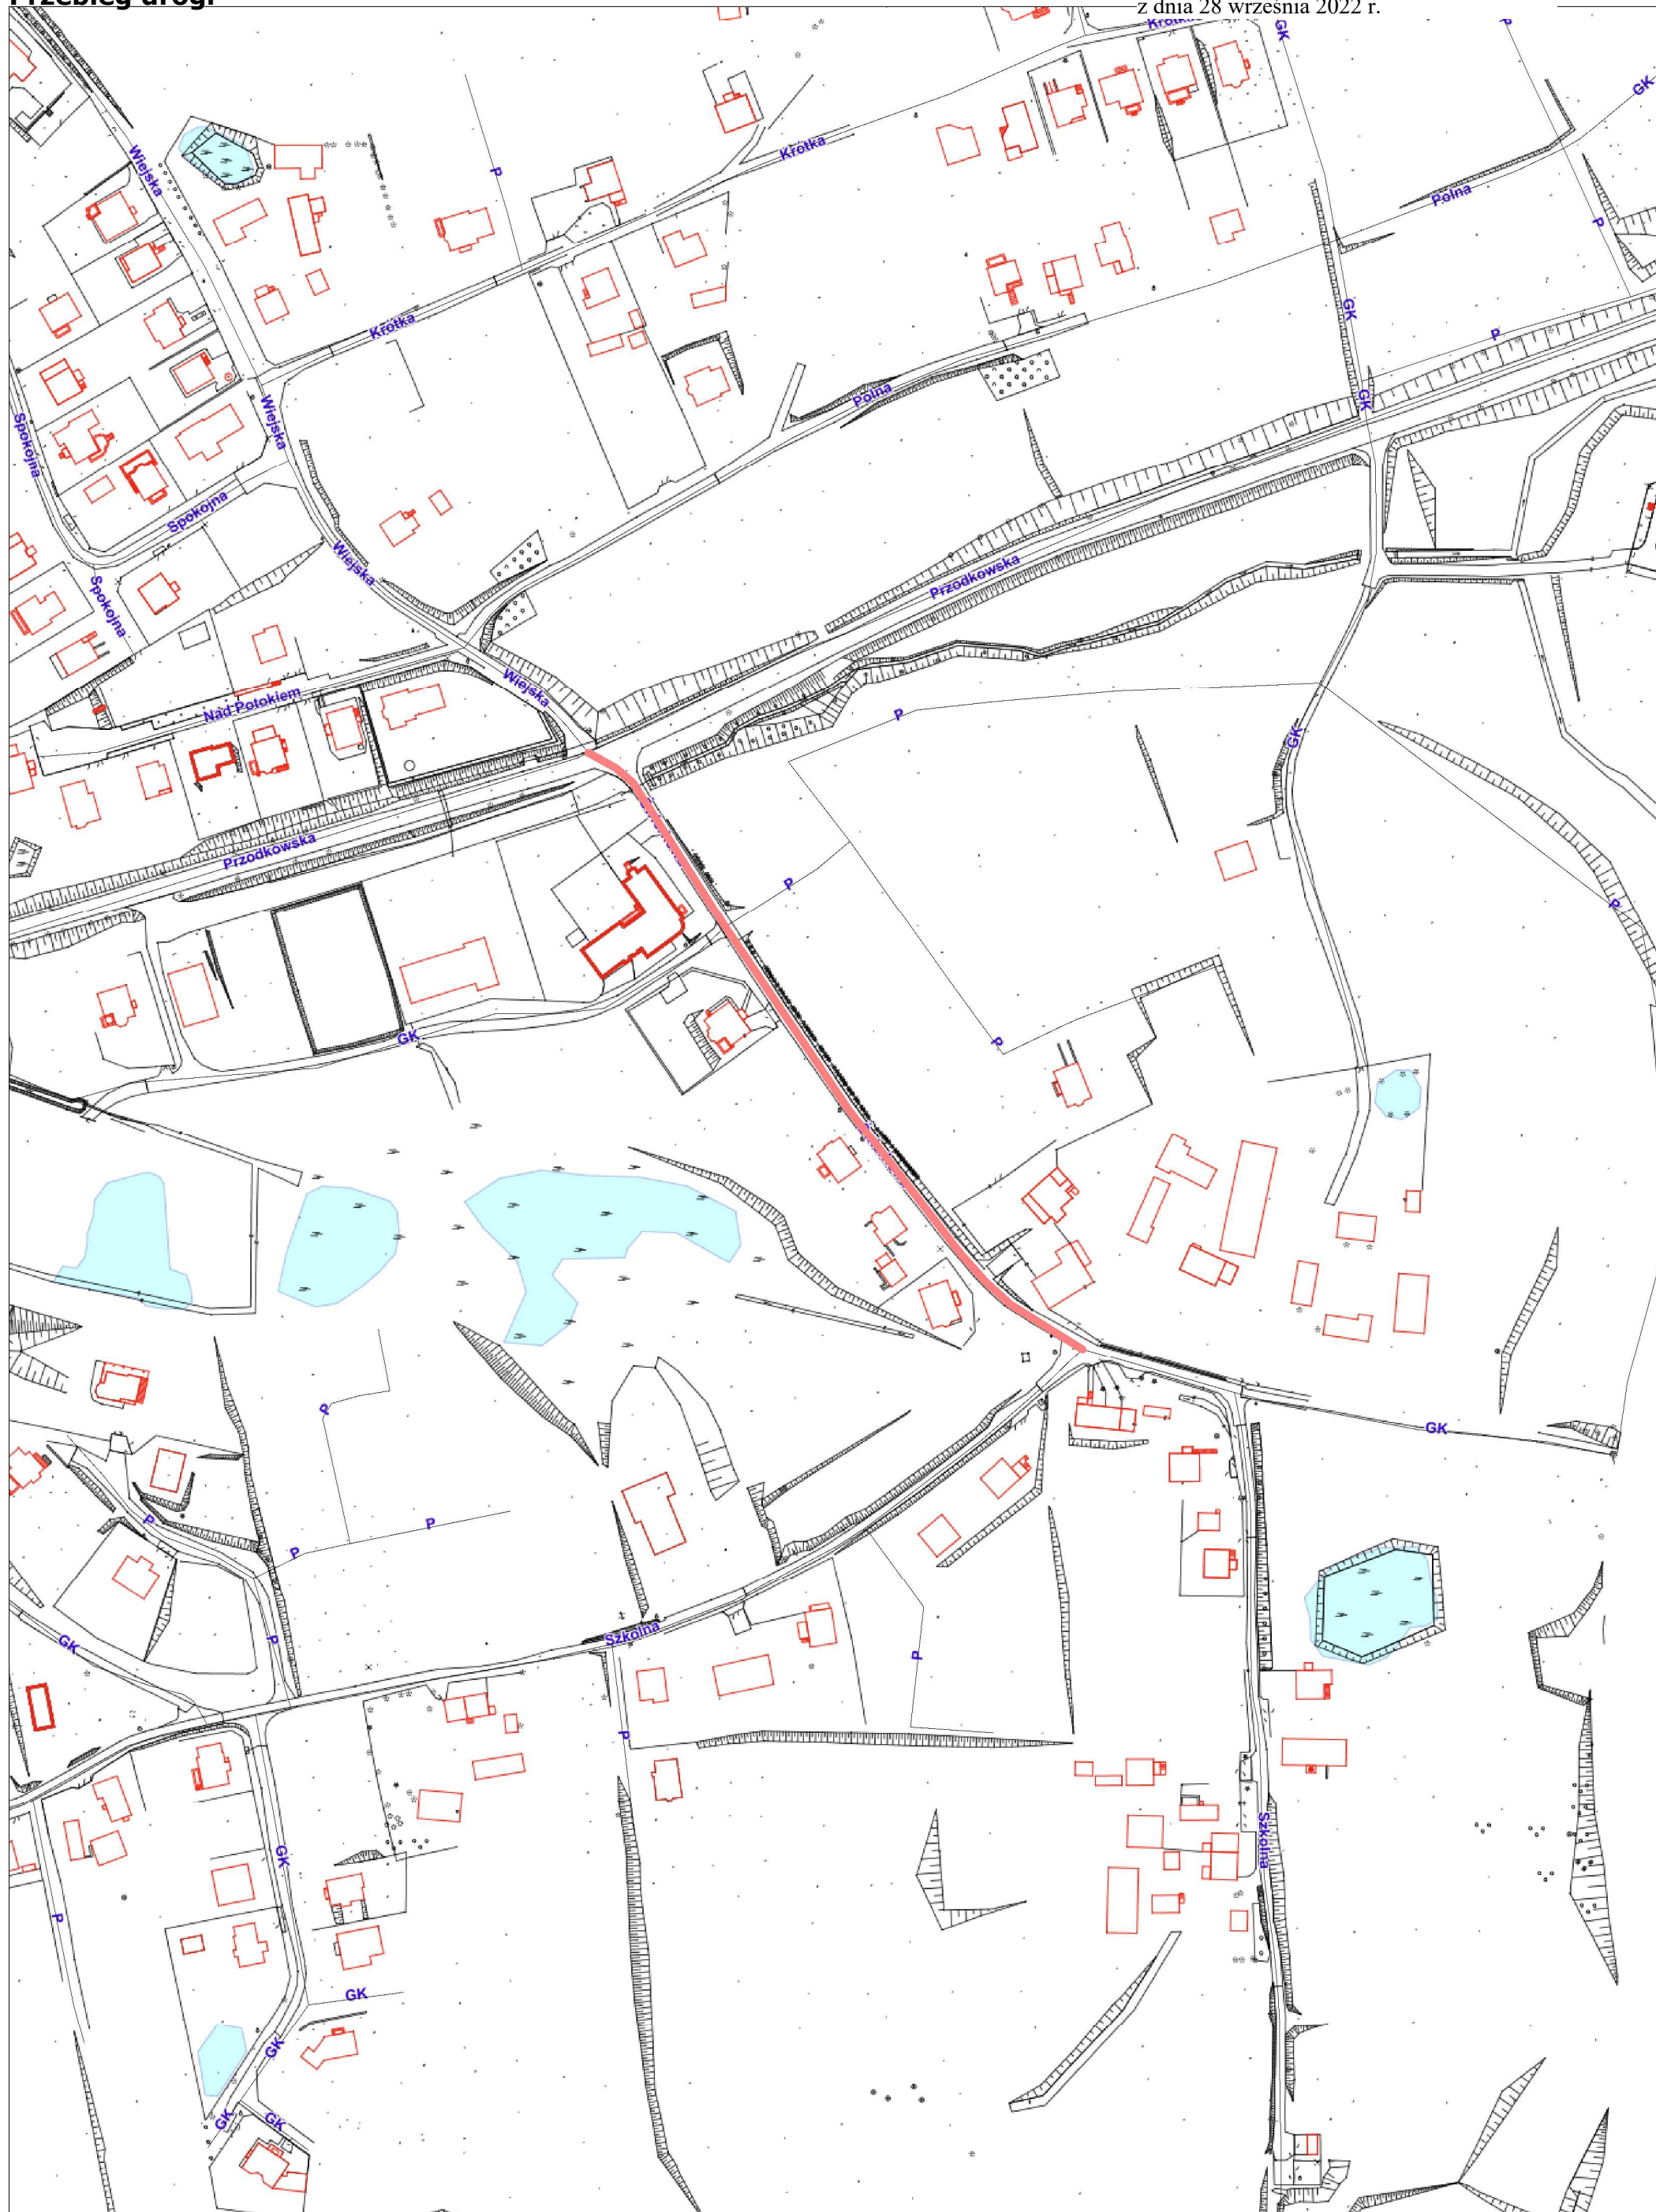 Przebieg drogi
z dnia 28 września 2022 r.
Krótka
GK
P
GK
Wiejska
P
Krótka
Polna
P
GK
Krótka
P
Polna
GK
Wiejska
Spokojna
Spokojna
Wiejska
Spokojna
Przodkowska
Wiejska
Nad Potokiem
P
GK
Przodkowska
P
P
GK
P
P
GK
P
P
P
GK
P
Szkolna
P
P
GK
Szkolna
P
GK
GK
GK
GK